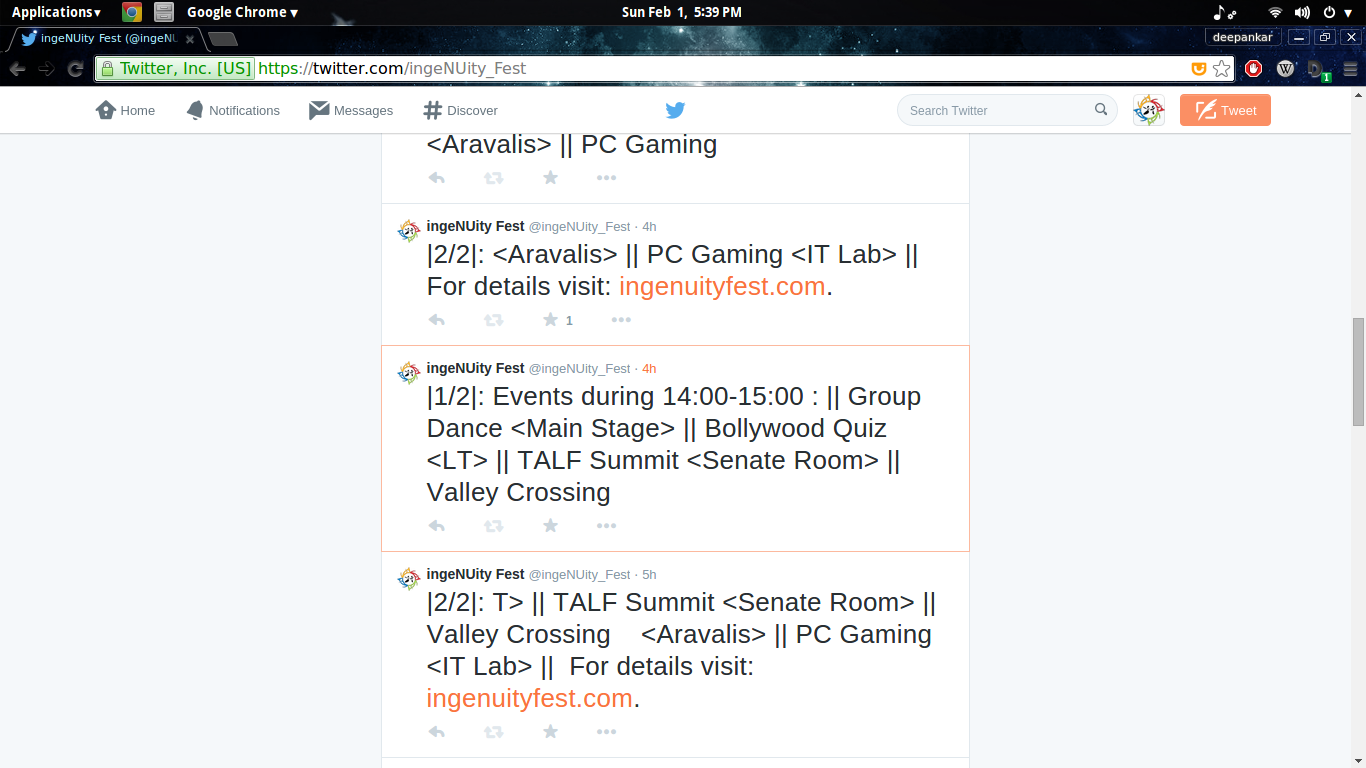 Applications▾ Google Chrome ▾ Sun Feb 1, 5:39 PM
ingeNUity Fest (@ingeNU deepankar
Twitter, Inc. [US] https://twitter.com/ingeNUity_Fest
W D 1
Home Notifications Messages Discover Search Twitter Tweet
<Aravalis> || PC Gaming
ingeNUity Fest @ingeNUity_Fest · 4h
|2/2|: <Aravalis> || PC Gaming <IT Lab> ||
For details visit: ingenuityfest.com.
1
ingeNUity Fest @ingeNUity_Fest · 4h
|1/2|: Events during 14:00-15:00 : || Group
Dance <Main Stage> || Bollywood Quiz
<LT> || TALF Summit <Senate Room> ||
Valley Crossing
ingeNUity Fest @ingeNUity_Fest · 5h
|2/2|: T> || TALF Summit <Senate Room> ||
Valley Crossing    <Aravalis> || PC Gaming
<IT Lab> ||  For details visit:
ingenuityfest.com.